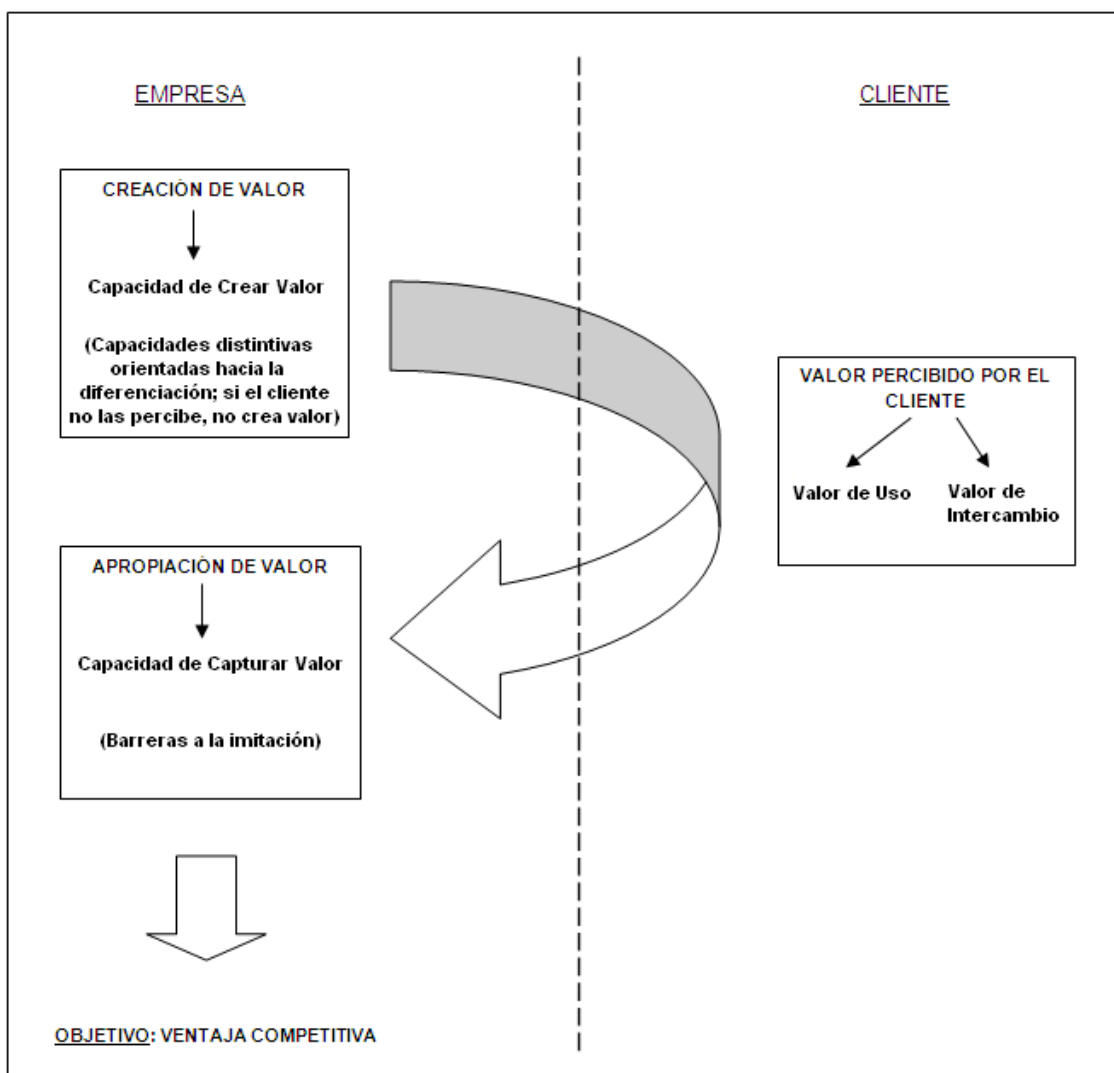 EMPRESA
CLIENTE
CREACIÓN DE VALOR
Capacidad de Crear Valor
(Capacidades distintivas
orientadas hacia la
diferenciación; si el cliente
no las percibe, no crea valor)
VALOR PERCIBIDO POR EL
CLIENTE
Valor de Uso
Valor de
Intercambio
APROPIACIÓN DE VALOR
Capacidad de Capturar Valor
(Barreras a la imitación)
OBJETIVO: VENTAJA COMPETITIVA